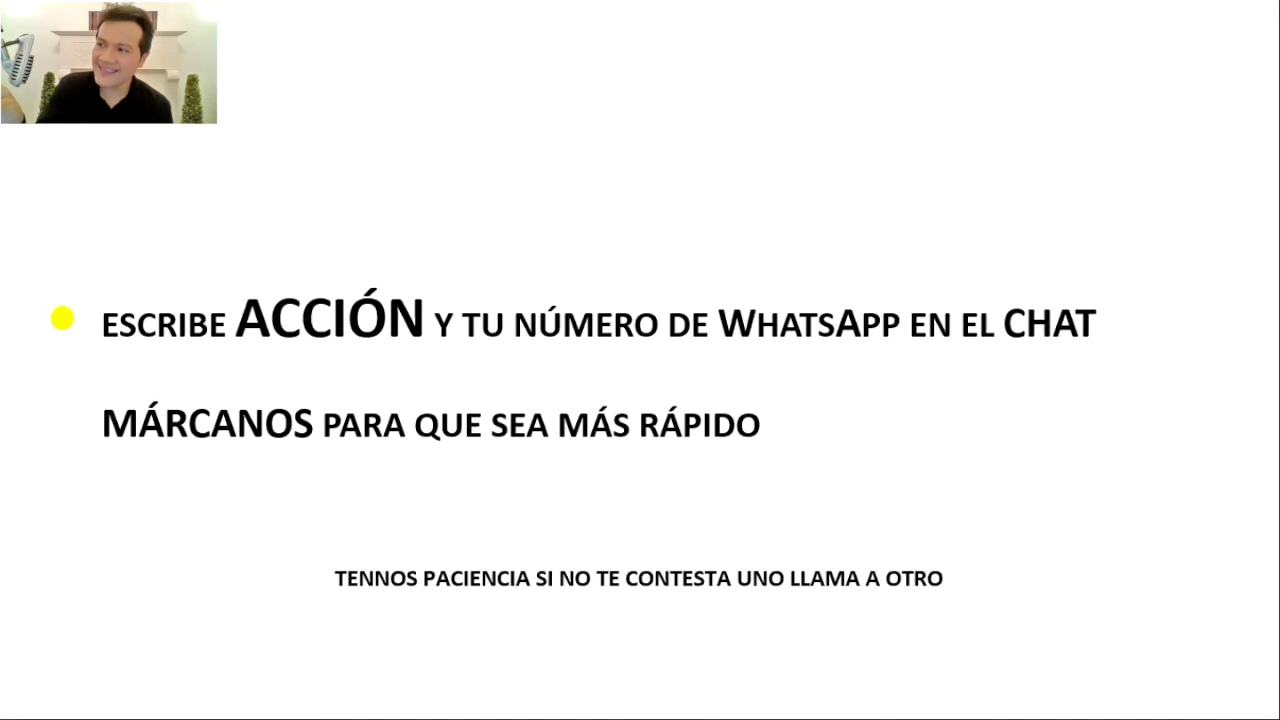 ESCRIBE ACCIÓN Y TU NÚMERO DE WHATSAPP EN EL CHAT
MÁRCANOS PARA QUE SEA MÁS RÁPIDO
TENNOS PACIENCIA SI NO TE CONTESTA UNO LLAMA A OTRO